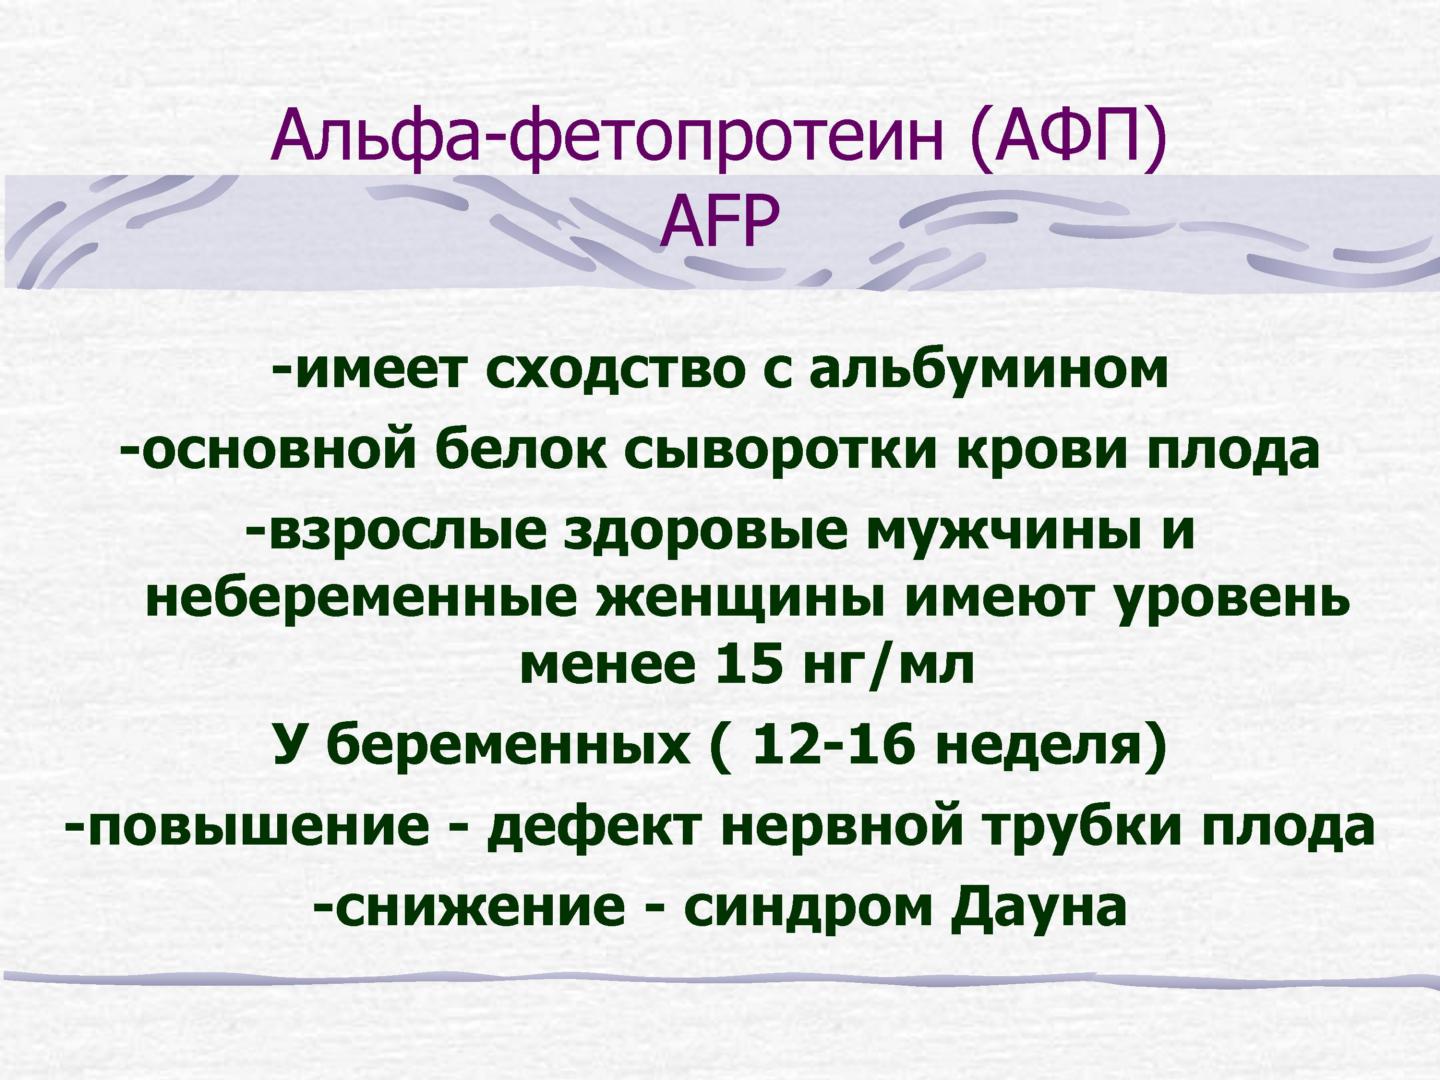 Альфа-фетопротеин (АФП)
AFP
-имеет сходство с альбумином
-основной белок сыворотки крови плода
-взрослые здоровые мужчины и
небеременные женщины имеют уровень
менее 15 нг/мл
У беременных ( 12-16 неделя)
-повышение - дефект нервной трубки плода
-снижение - синдром Дауна